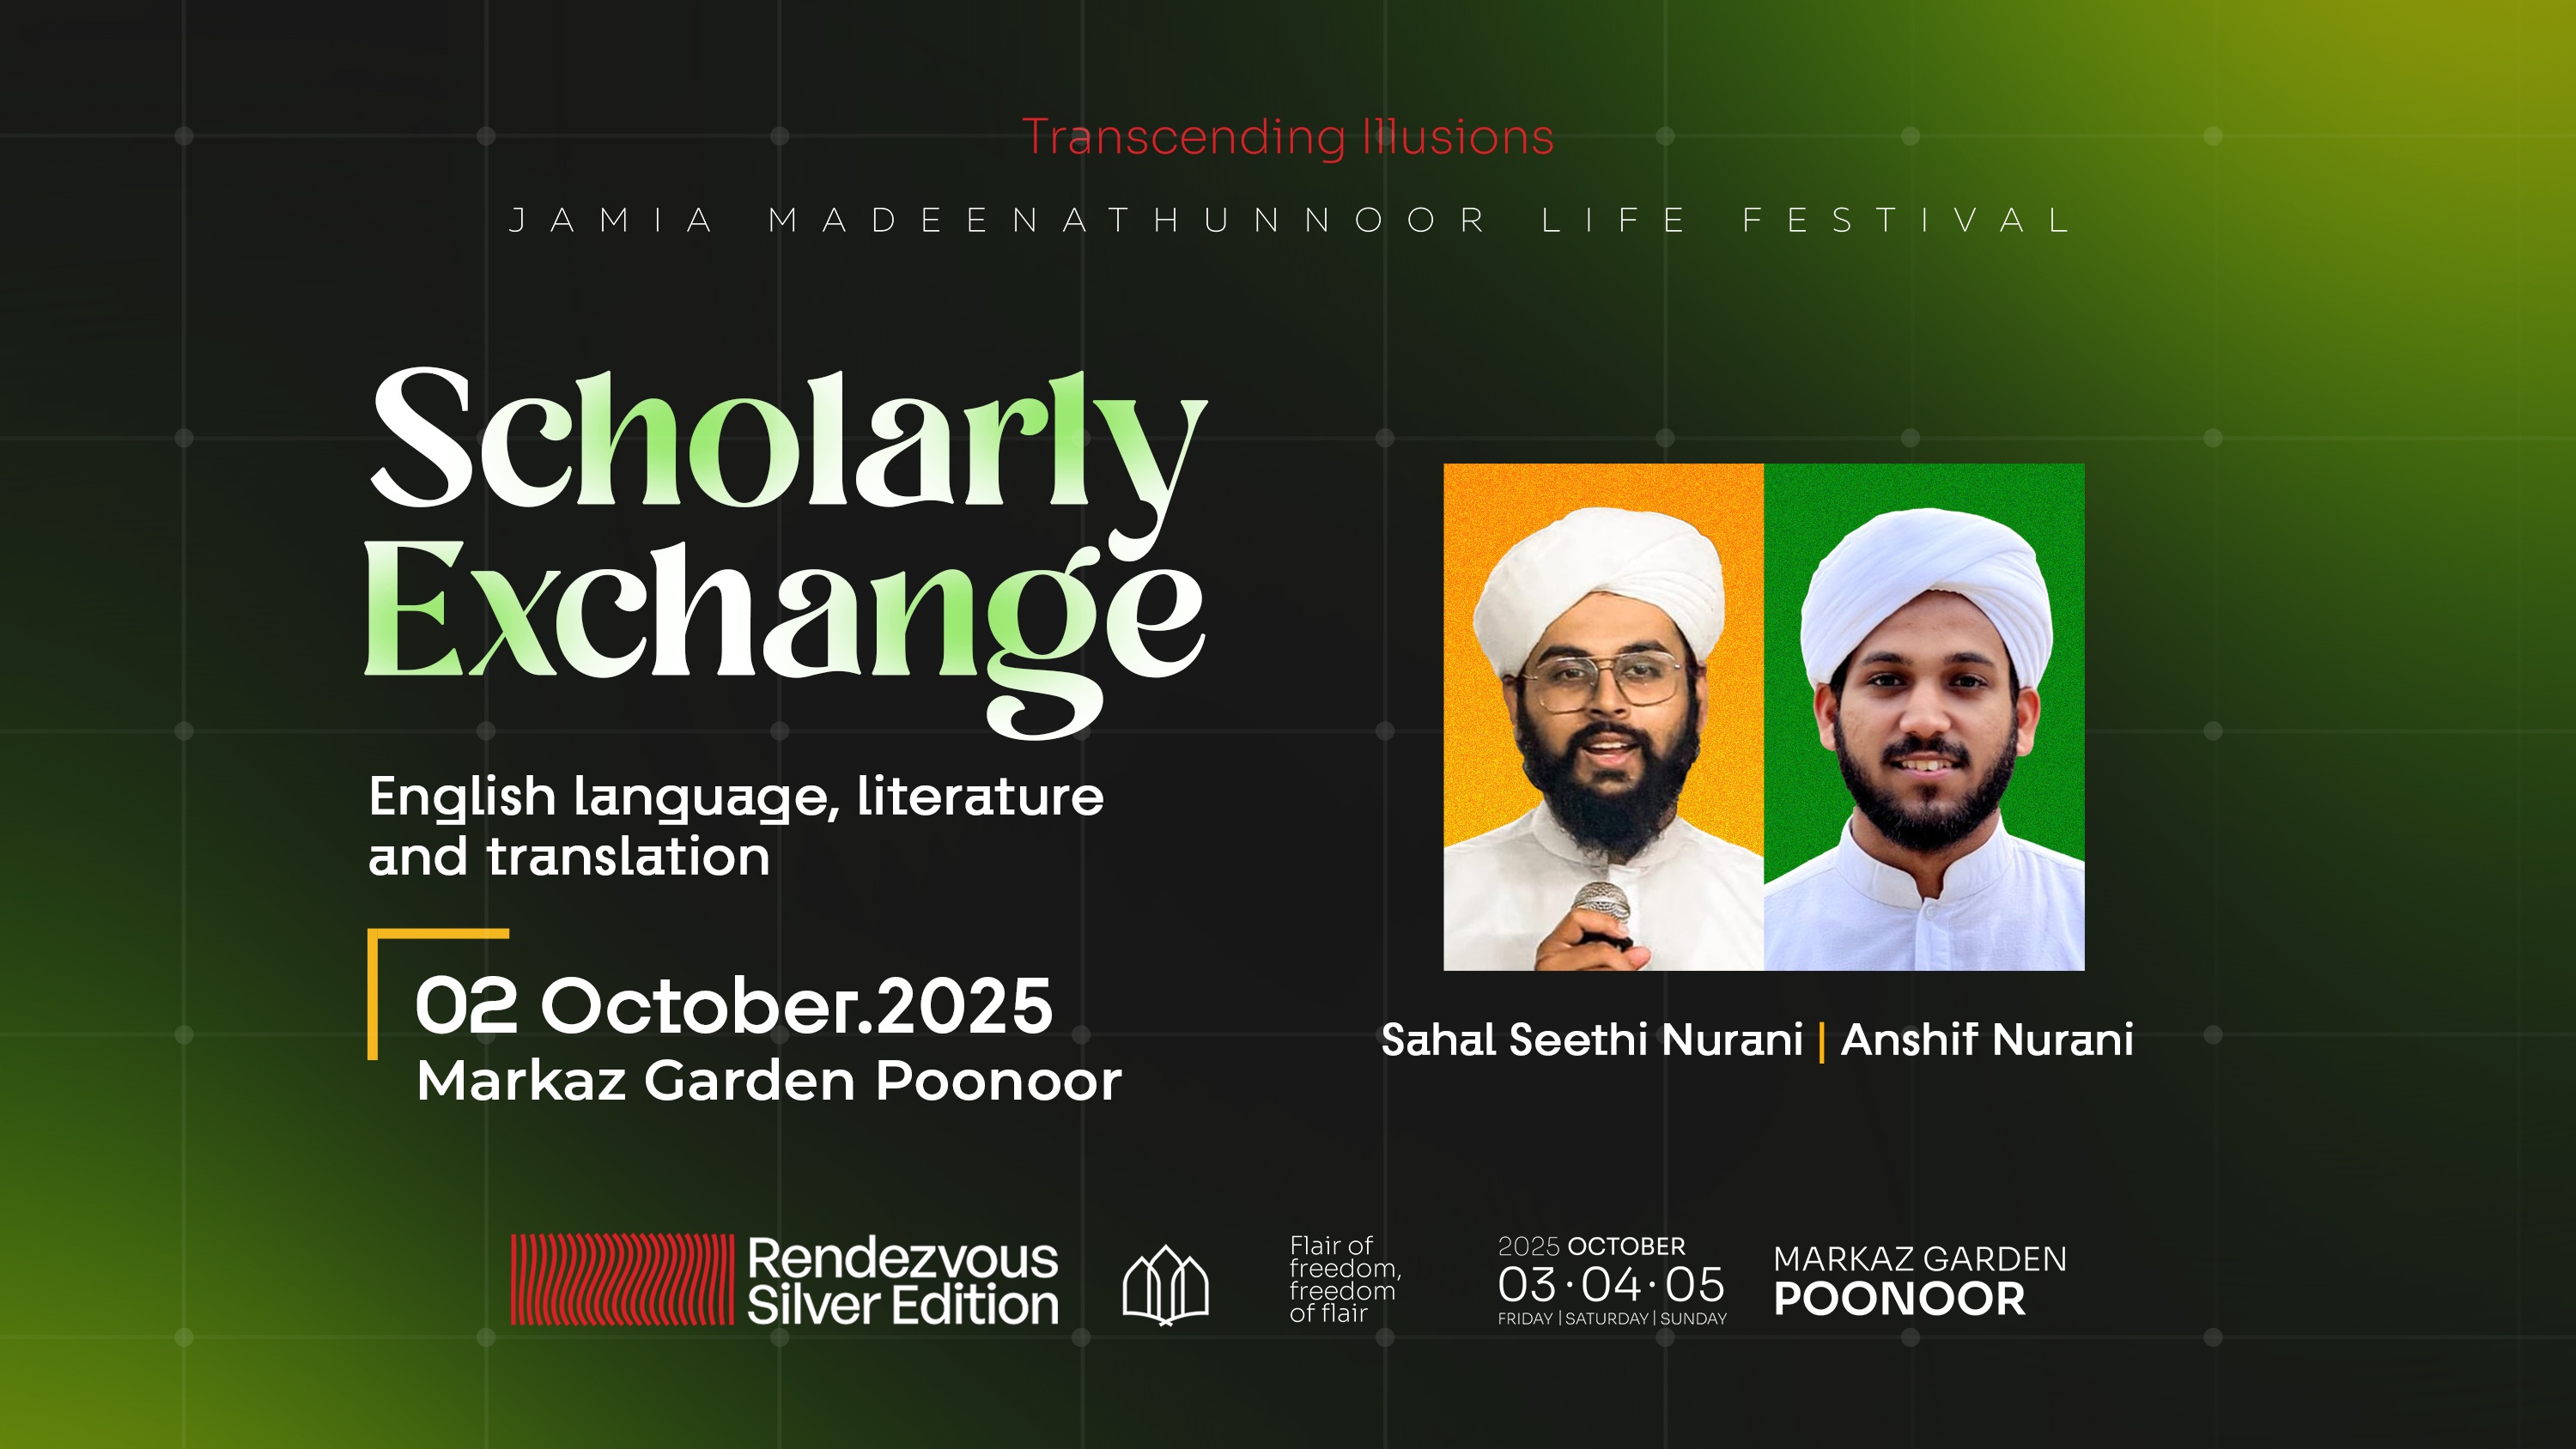 Transcending Illusions
JAMIA MADEENATHUNNOOR LIFE FESTIVAL
Scholarly
Exchange
English language, literature
and translation
02 October.2025
Markaz Garden Poonoor
Sahal Seethi Nurani | Anshif Nurani
Rendezvous
Silver Edition
Flair of
freedom,
freedom
of flair
2025 OCTOBER
03·04·05
FRIDAY | SATURDAY | SUNDAY
MARKAZ GARDEN
POONOOR